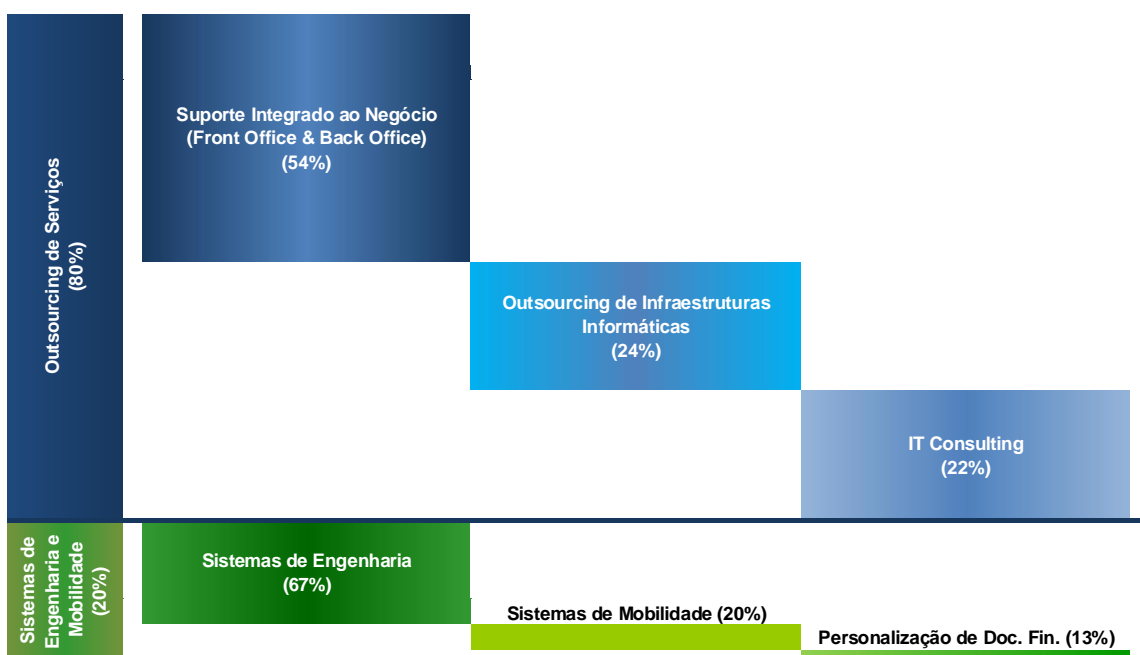 Outsourcing de Serviços
(80%)
Suporte Integrado ao Negócio
(Front Office & Back Office)
(54%)
Outsourcing de Infraestruturas
Informáticas
(24%)
IT Consulting
(22%)
Sistemas de
Engenharia e
Mobilidade
(20%)
Sistemas de Engenharia
(67%)
Sistemas de Mobilidade (20%)
Personalização de Doc. Fin. (13%)